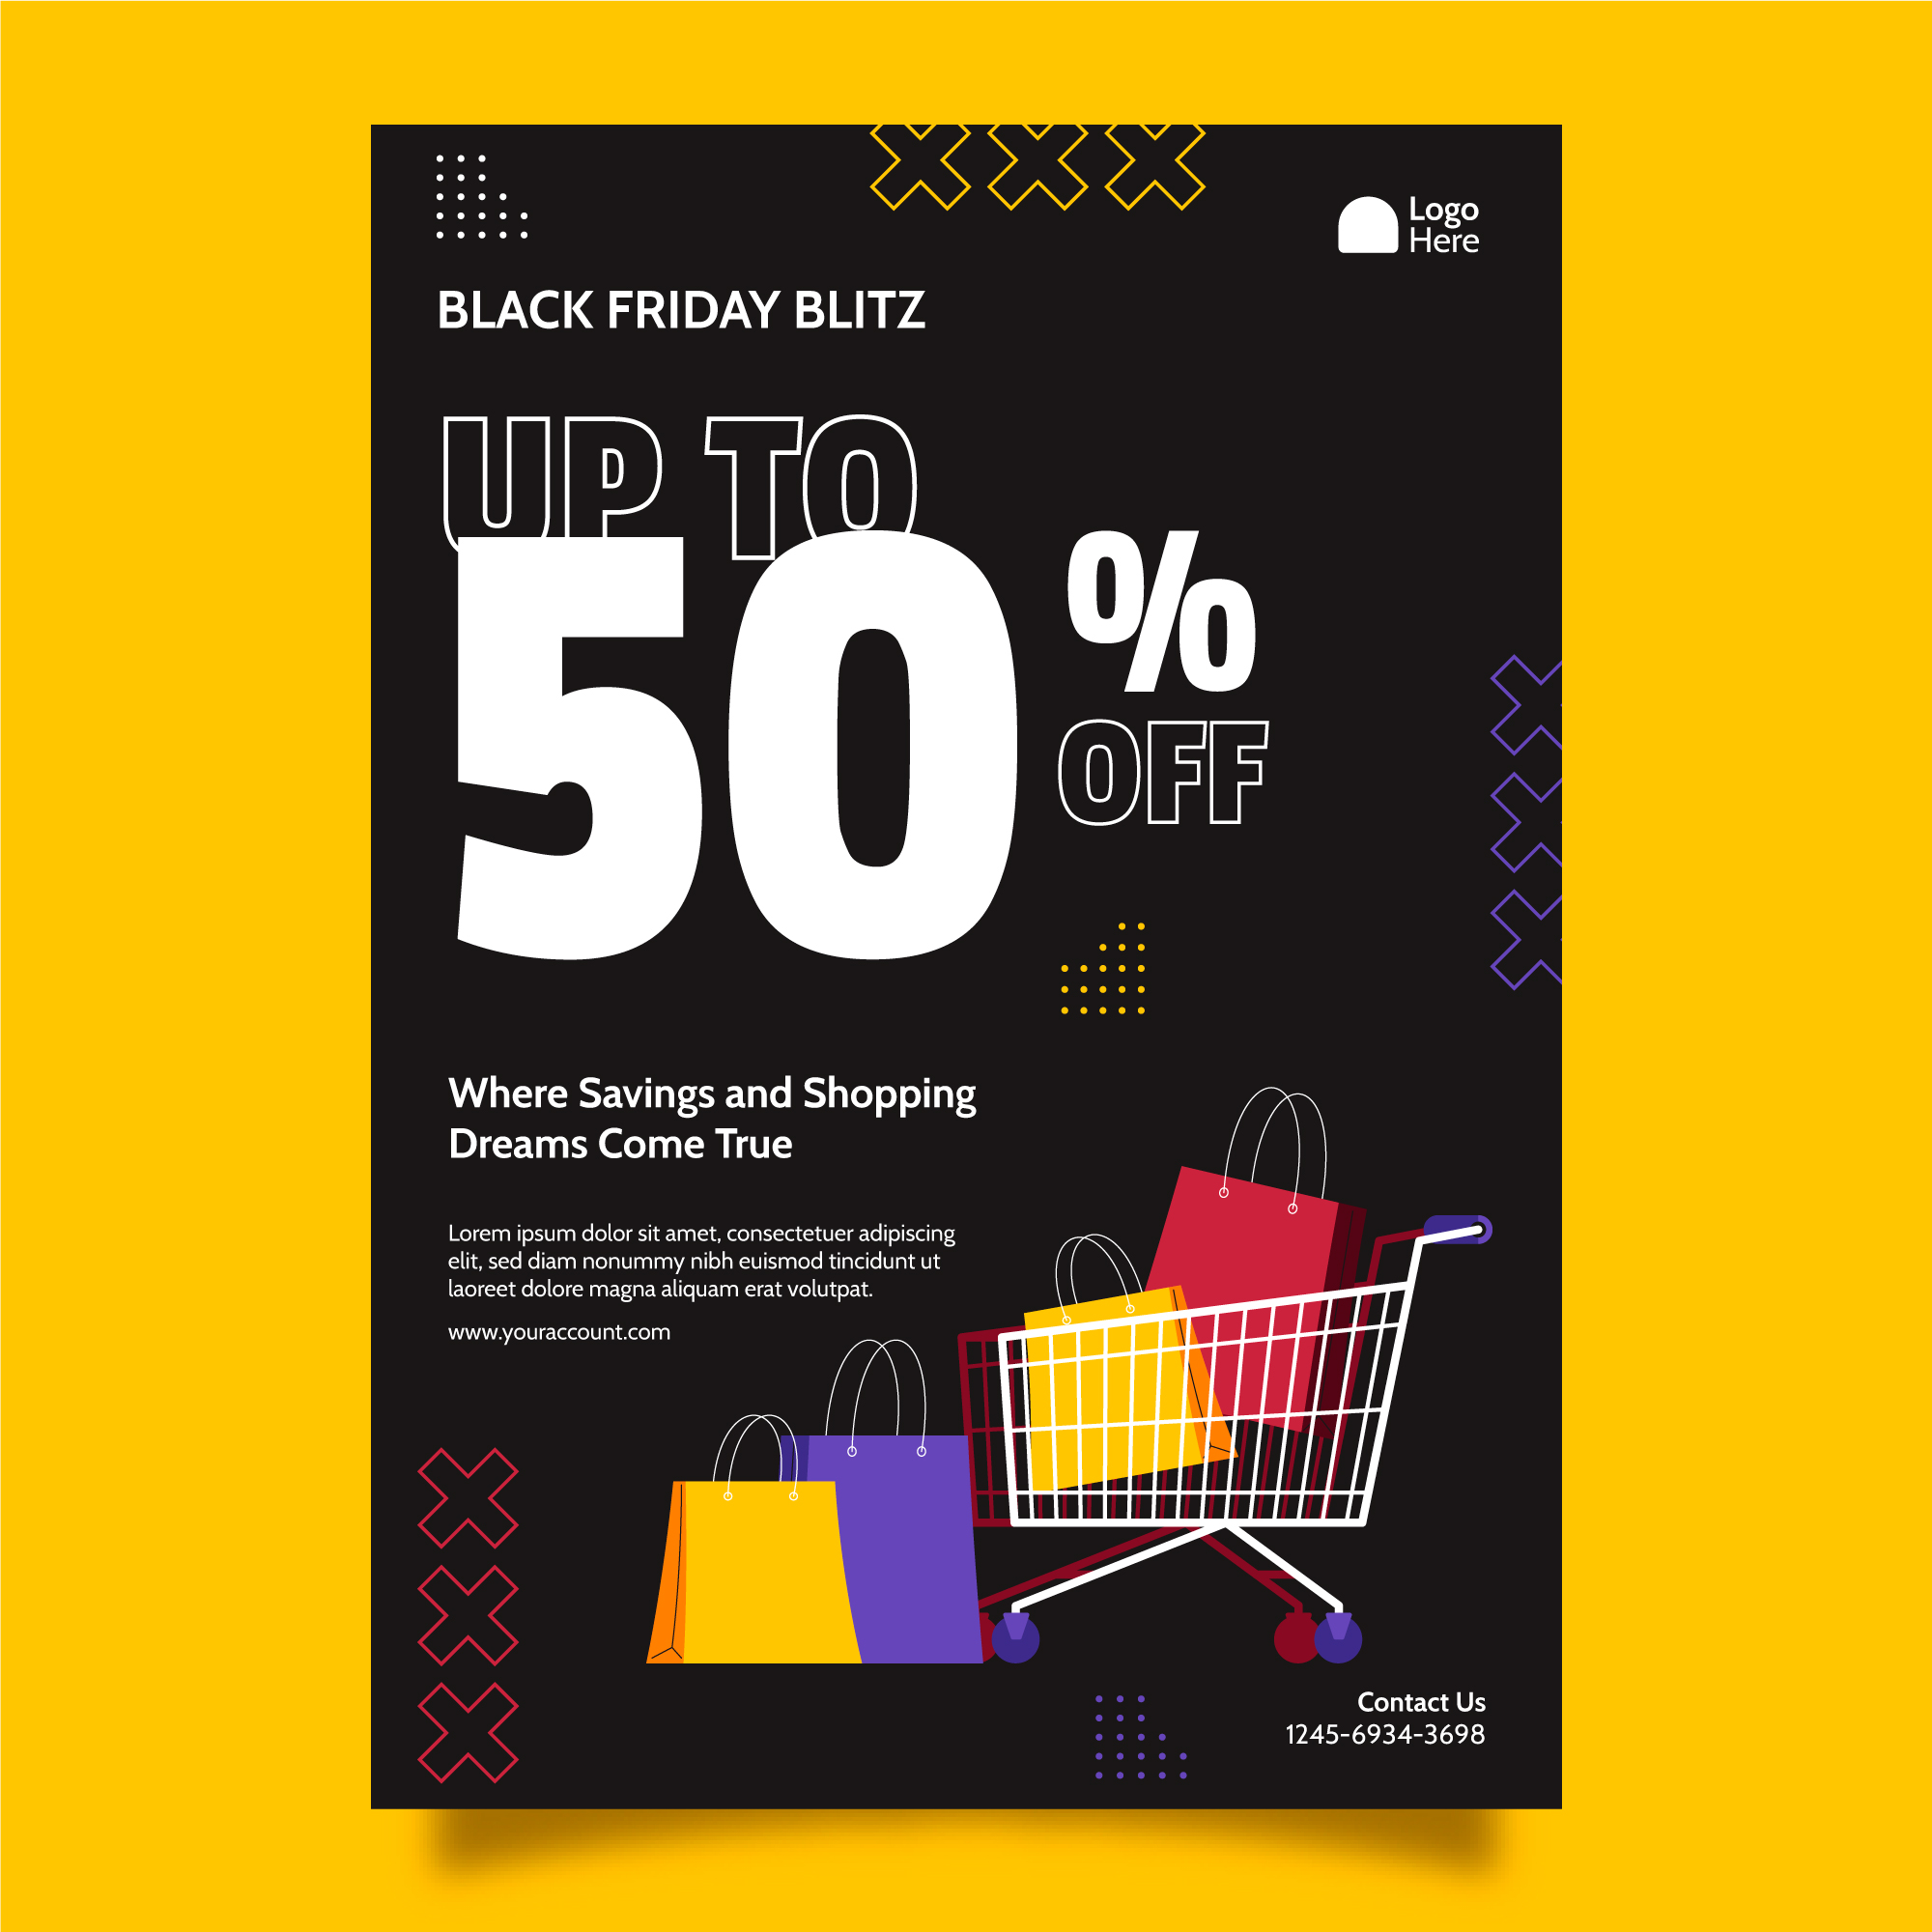 Logo
Here
BLACK FRIDAY BLITZ
UP TO
50%
OFF
Where Savings and Shopping
Dreams Come True
Lorem ipsum dolor sit amet, consectetuer adipiscing
elit, sed diam nonummy nibh euismod tincidunt ut
laoreet dolore magna aliquam erat volutpat.
www.youraccount.com
Contact Us
1245-6934-3698